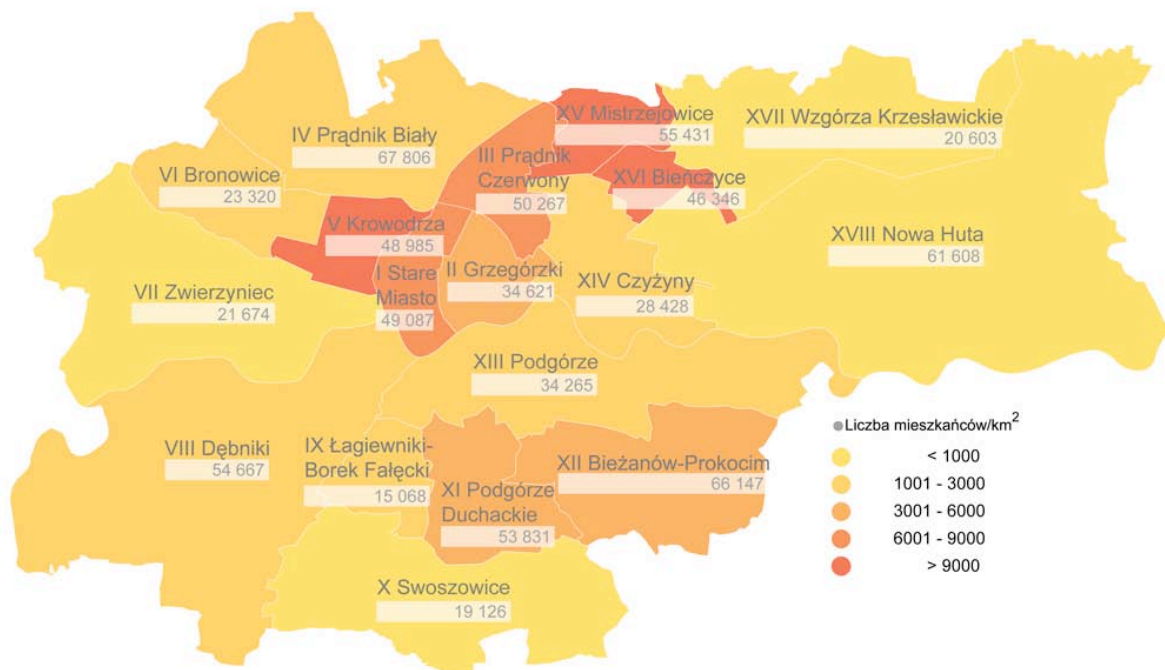 XV Mistrzejowice
55 431
XVII Wzgórza Krzesławickie
20 603
IV Prądnik Biały
67 806
III Prądnik
Czerwony
50 267
VI Bronowice
23 320
XVI Bieńczyce
46 346
V Krowodrza
48 985
XVIII Nowa Huta
61 608
II Grzegórzki
34 621
I Stare
Miasto
49 087
XIV Czyżyny
28 428
VII Zwierzyniec
21 674
XIII Podgórze
34 265
VIII Dębniki
54 667
IX Łagiewniki-
Borek Fałęcki
15 068
XII Bieżanów-Prokocim
66 147
XI Podgórze
Duchackie
53 831
X Swoszowice
19 126
Liczba mieszkańców/km²
< 1000
1001 - 3000
3001 - 6000
6001 - 9000
> 9000